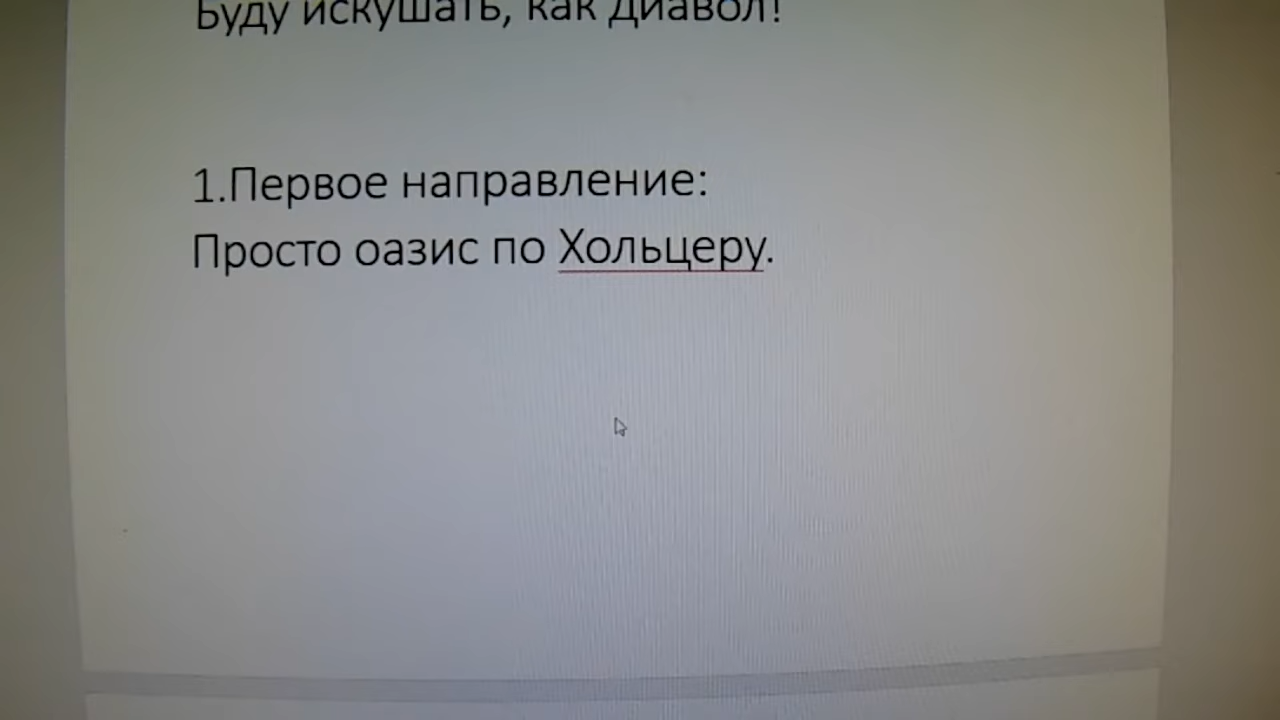 Буду искушать, как диавол!
1.Первое направление:
Просто оазис по Хольцеру.